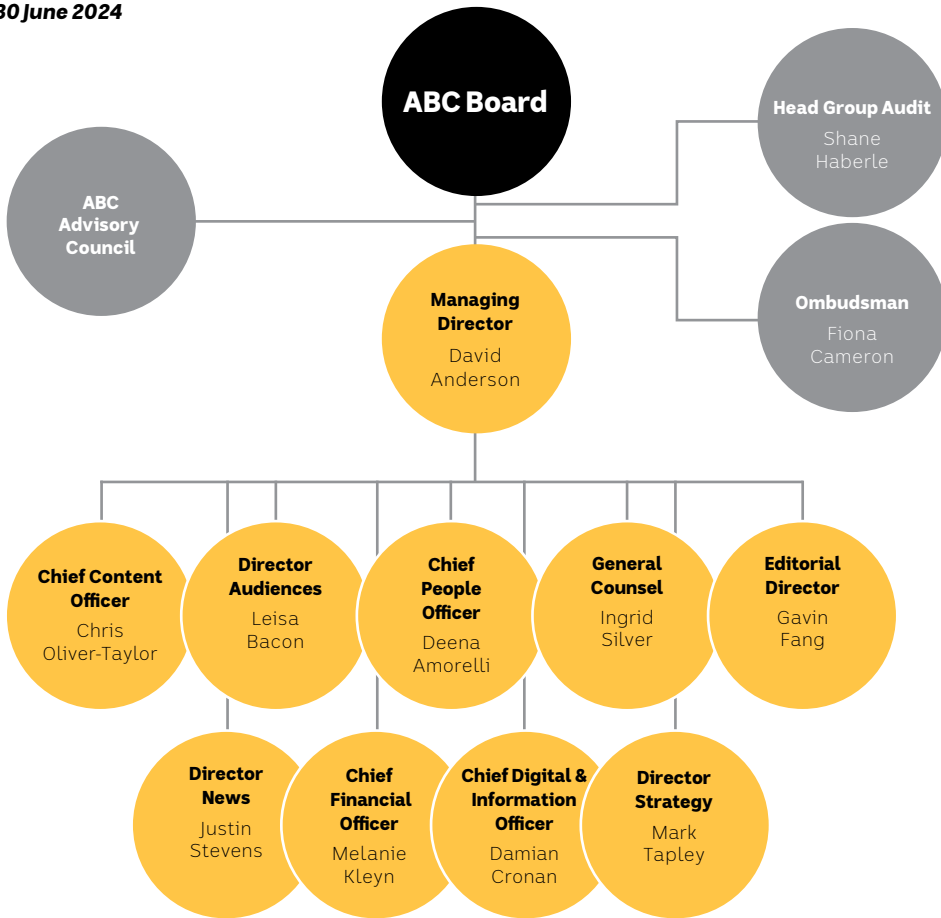 30 June 2024
ABC Board
Head Group Audit
Shane
Haberle
ABC
Advisory
Council
Managing
Director
David
Anderson
Ombudsman
Fiona
Cameron
Chief Content
Officer
Chris
Oliver-Taylor
Director
Audiences
Leisa
Bacon
Chief
People
Officer
Deena
Amorelli
General
Counsel
Ingrid
Silver
Editorial
Director
Gavin
Fang
Director
News
Justin
Stevens
Chief
Financial
Officer
Melanie
Kleyn
Chief Digital &
Information
Officer
Damian
Cronan
Director
Strategy
Mark
Tapley